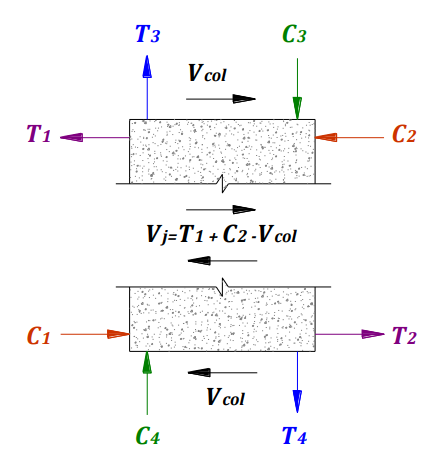 T3 C3
Vcol
T1 C2
Vj=T1 + C2 -Vcol
C1 T2
Vcol
C4 T4